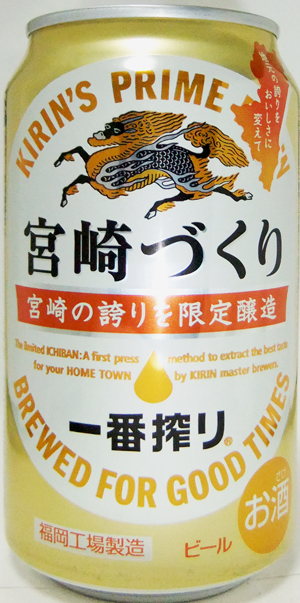 KIRIN'S PRIME
誇りを
おいしさに
変えて
宮崎づくり
宮崎の誇りを限定醸造
The limited ICHIBAN: A first press method to extract the best taste
for your HOME TOWN by KIRIN master brewers.
一番搾り®
BREWED FOR GOOD TIMES
お酒
福岡工場製造
ビール